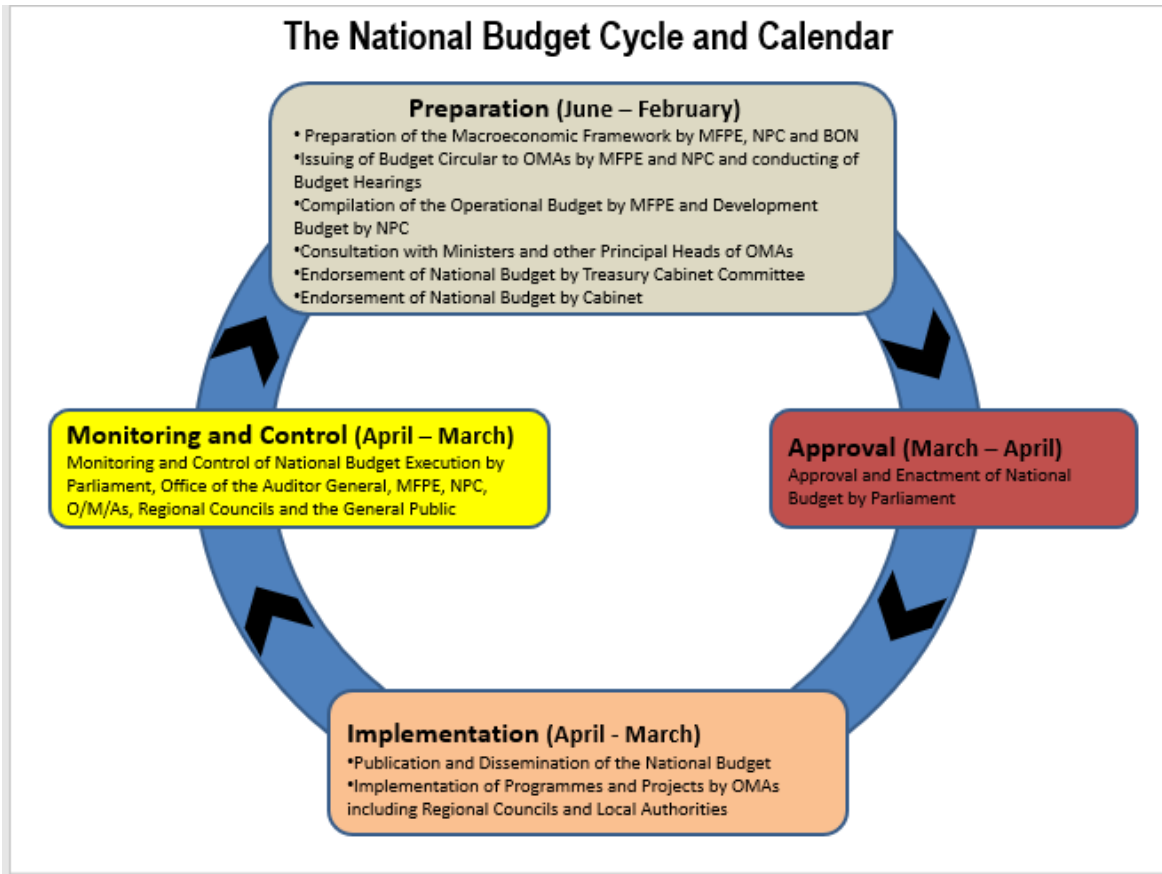 The National Budget Cycle and Calendar
Preparation (June – February)
• Preparation of the Macroeconomic Framework by MFPE, NPC and BON
•Issuing of Budget Circular to OMAs by MFPE and NPC and conducting of
Budget Hearings
•Compilation of the Operational Budget by MFPE and Development
Budget by NPC
•Consultation with Ministers and other Principal Heads of OMAs
•Endorsement of National Budget by Treasury Cabinet Committee
•Endorsement of National Budget by Cabinet
Monitoring and Control (April – March)
Monitoring and Control of National Budget Execution by
Parliament, Office of the Auditor General, MFPE, NPC,
O/M/As, Regional Councils and the General Public
Approval (March – April)
Approval and Enactment of National
Budget by Parliament
Implementation (April - March)
•Publication and Dissemination of the National Budget
•Implementation of Programmes and Projects by OMAs
including Regional Councils and Local Authorities